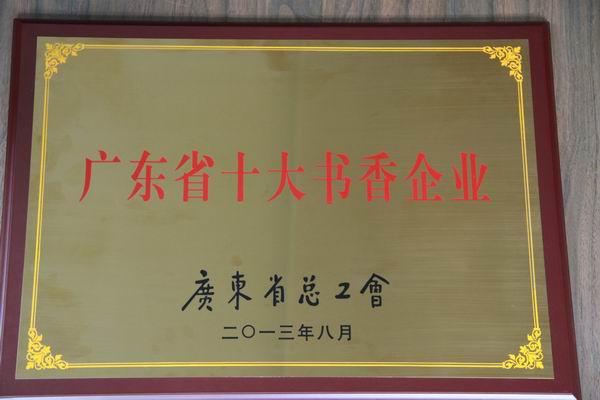 广东省十大书香企业
廣東省总工會
二〇一三年八月